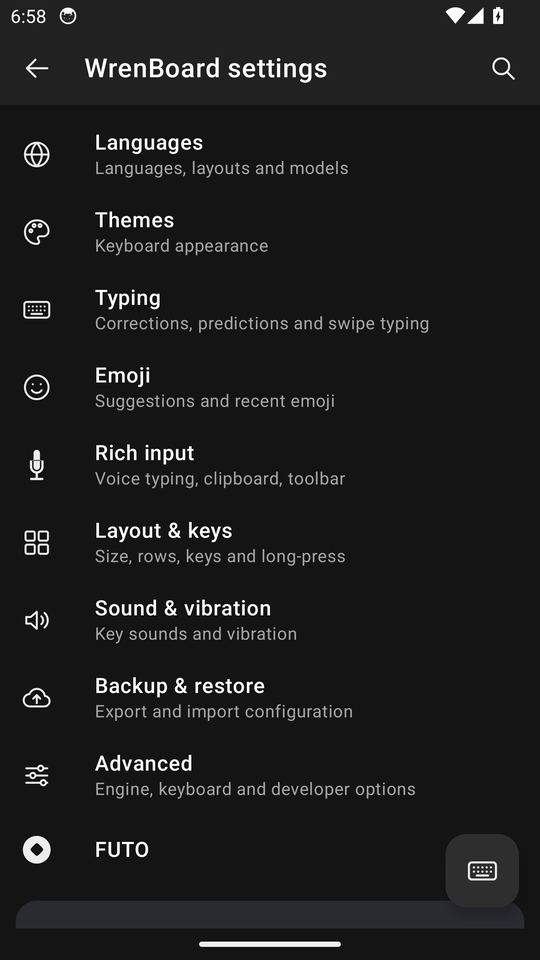 6:58
WrenBoard settings
Languages
Languages, layouts and models
Themes
Keyboard appearance
Typing
Corrections, predictions and swipe typing
Emoji
Suggestions and recent emoji
Rich input
Voice typing, clipboard, toolbar
Layout & keys
Size, rows, keys and long-press
Sound & vibration
Key sounds and vibration
Backup & restore
Export and import configuration
Advanced
Engine, keyboard and developer options
FUTO